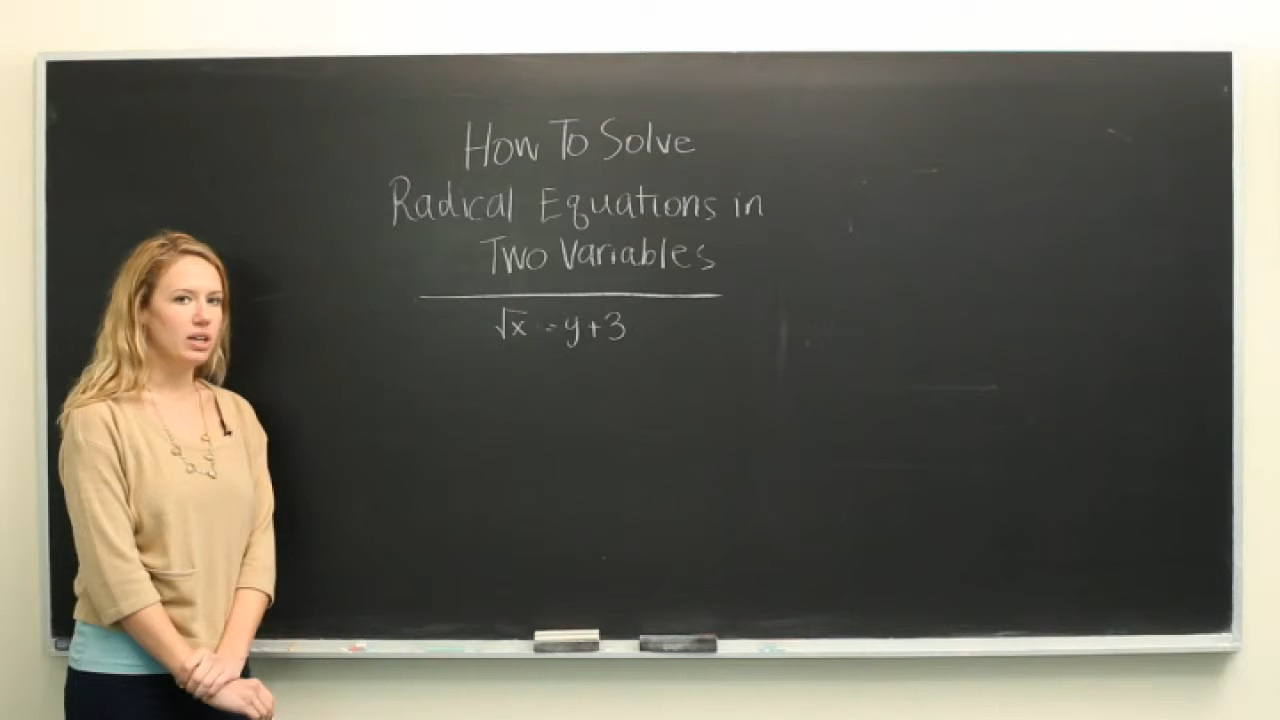 How To Solve
Radical Equations in
Two Variables
√x = y + 3